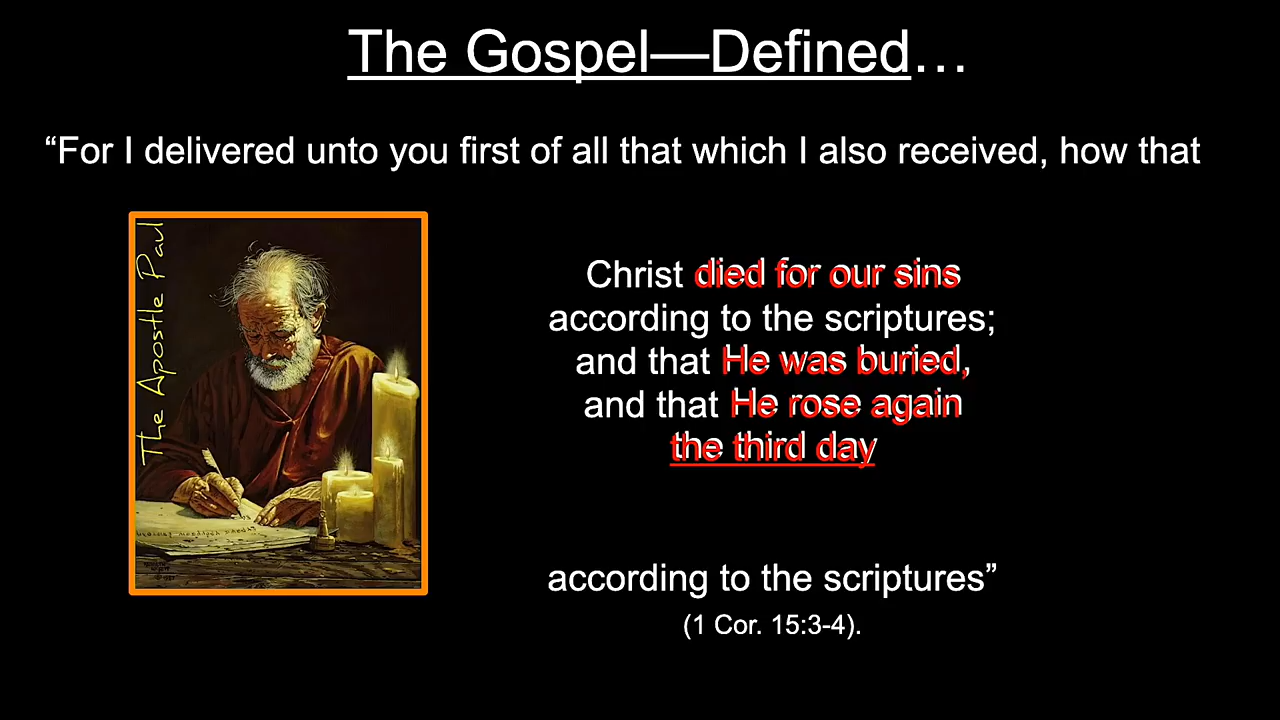 The Gospel—Defined…
“For I delivered unto you first of all that which I also received, how that
The Apostle Paul
Christ died for our sins
according to the scriptures;
and that He was buried,
and that He rose again
the third day
according to the scriptures”
(1 Cor. 15:3-4).